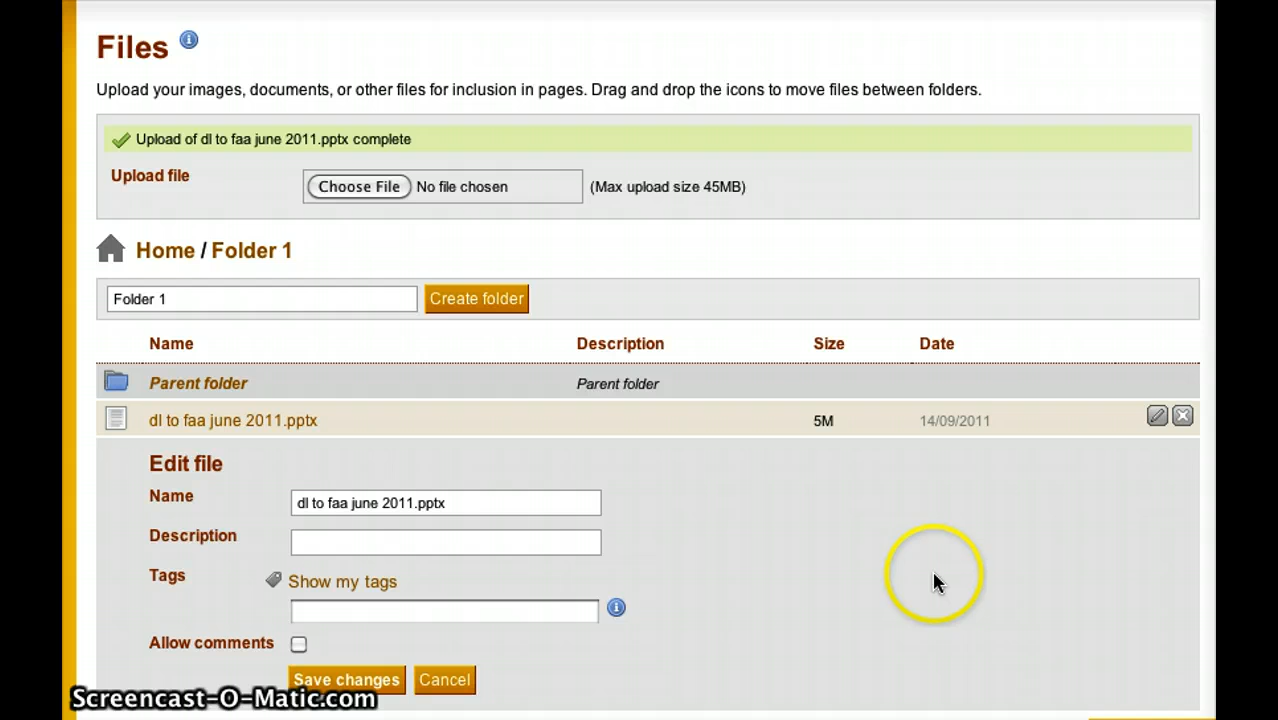 Files
Upload your images, documents, or other files for inclusion in pages. Drag and drop the icons to move files between folders.
Upload of dl to faa june 2011.pptx complete
Upload file Choose File No file chosen (Max upload size 45MB)
Home / Folder 1
Folder 1 Create folder
Name Description Size Date
Parent folder Parent folder
dl to faa june 2011.pptx 5M 14/09/2011
Edit file
Name dl to faa june 2011.pptx
Description
Tags Show my tags
Allow comments
Save changes Cancel
Screencast-O-Matic.com